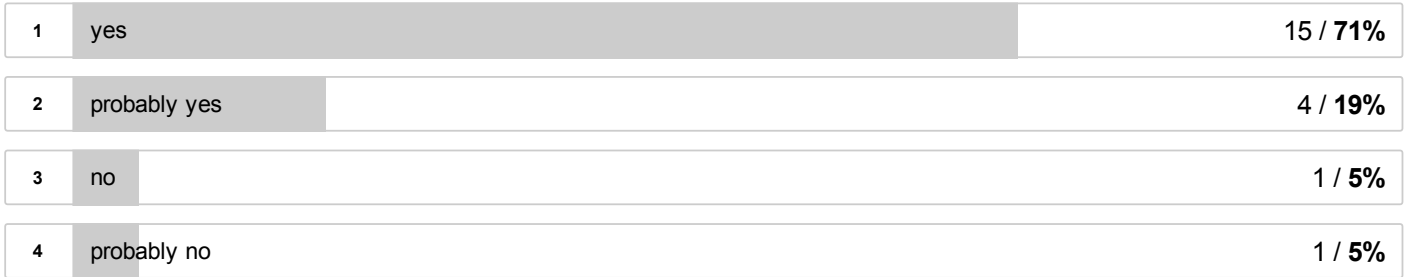 1 yes 15 / 71%
2 probably yes 4 / 19%
3 no 1 / 5%
4 probably no 1 / 5%